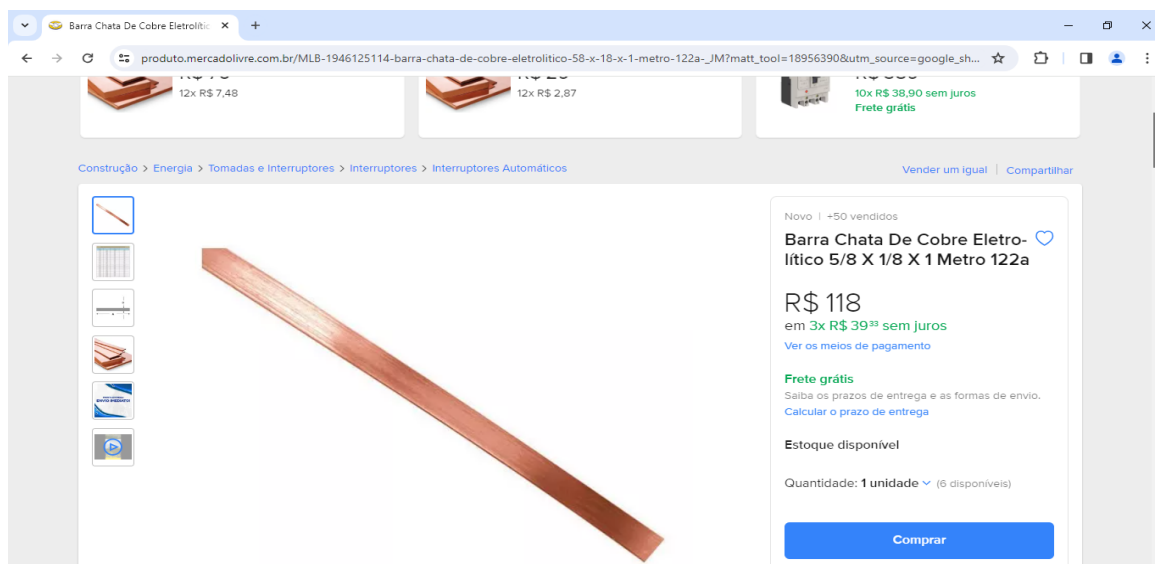 Barra Chata De Cobre Eletrolític
produto.mercadolivre.com.br/MLB-1946125114-barra-chata-de-cobre-eletrolitico-58-x-18-x-1-metro-122a-_JM?matt_tool=18956390&utm_source=google_sh...
12x R$ 7,48
12x R$ 2,87
10x R$ 38,90 sem juros
Frete grátis
Construção > Energia > Tomadas e Interruptores > Interruptores > Interruptores Automáticos
Vender um igual | Compartilhar
Novo | +50 vendidos
Barra Chata De Cobre Eletro-
lítico 5/8 X 1/8 X 1 Metro 122a
R$ 118
em 3x R$ 39³³ sem juros
Ver os meios de pagamento
Frete grátis
Saiba os prazos de entrega e as formas de envio.
Calcular o prazo de entrega
Estoque disponível
Quantidade: 1 unidade (6 disponíveis)
Comprar